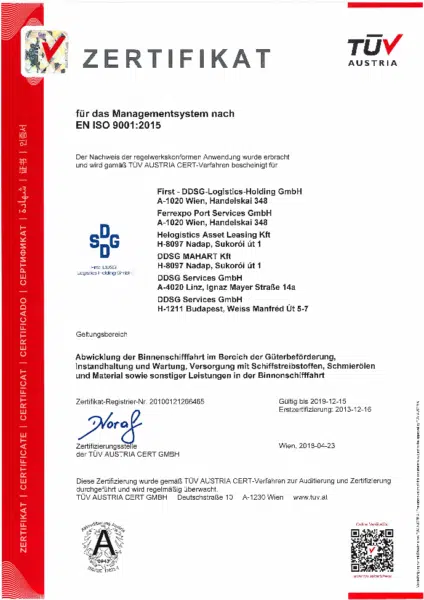 ZERTIFIKAT
TÜV
AUSTRIA
für das Managementsystem nach
EN ISO 9001:2015
Der Nachweis der regelwerkskonformen Anwendung wurde erbracht
und wird gemäß TÜV AUSTRIA CERT-Verfahren bescheinigt für
First - DDSG-Logistics-Holding GmbH
A-1020 Wien, Handelskai 348
Ferrexpo Port Services GmbH
A-1020 Wien, Handelskai 348
Helogistics Asset Leasing Kft
H-8097 Nadap, Sukorói út 1
DDSG MAHART Kft
H-8097 Nadap, Sukorói út 1
DDSG Services GmbH
A-4020 Linz, Ignaz Mayer Straße 14a
DDSG Services GmbH
H-1211 Budapest, Weiss Manfréd Út 5-7
DDSG
First DDSG
Logistics Holding GmbH
Geltungsbereich
Abwicklung der Binnenschifffahrt im Bereich der Güterbeförderung,
Instandhaltung und Wartung, Versorgung mit Schiffstreibstoffen, Schmierölen
und Material sowie sonstiger Leistungen in der Binnenschifffahrt
Zertifikat-Registrier-Nr. 20100121266465
Gültig bis 2019-12-15
Erstzertifizierung: 2013-12-16
Zertifizierungsstelle
der TÜV AUSTRIA CERT GMBH
Wien, 2018-04-23
Diese Zertifizierung wurde gemäß TÜV AUSTRIA CERT-Verfahren zur Auditierung und Zertifizierung
durchgeführt und wird regelmäßig überwacht.
TÜV AUSTRIA CERT GMBH Deutschstraße 10 A-1230 Wien www.tuv.at
A
ZERTIFIKAT | CERTIFICATE | CERTIFICAT | CERTIFICADO | СЕРТИФИКАТ | شهادة | 证书 | 인증서